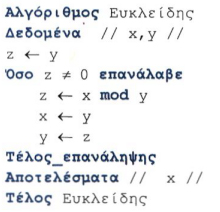 Αλγόριθμος Ευκλείδης
Δεδομένα // x,y //
z ← y
Όσο z ≠ 0 επανάλαβε
z ← x mod y
x ← y
y ← z
Τέλος_επανάληψης
Αποτελέσματα // x //
Τέλος Ευκλείδης